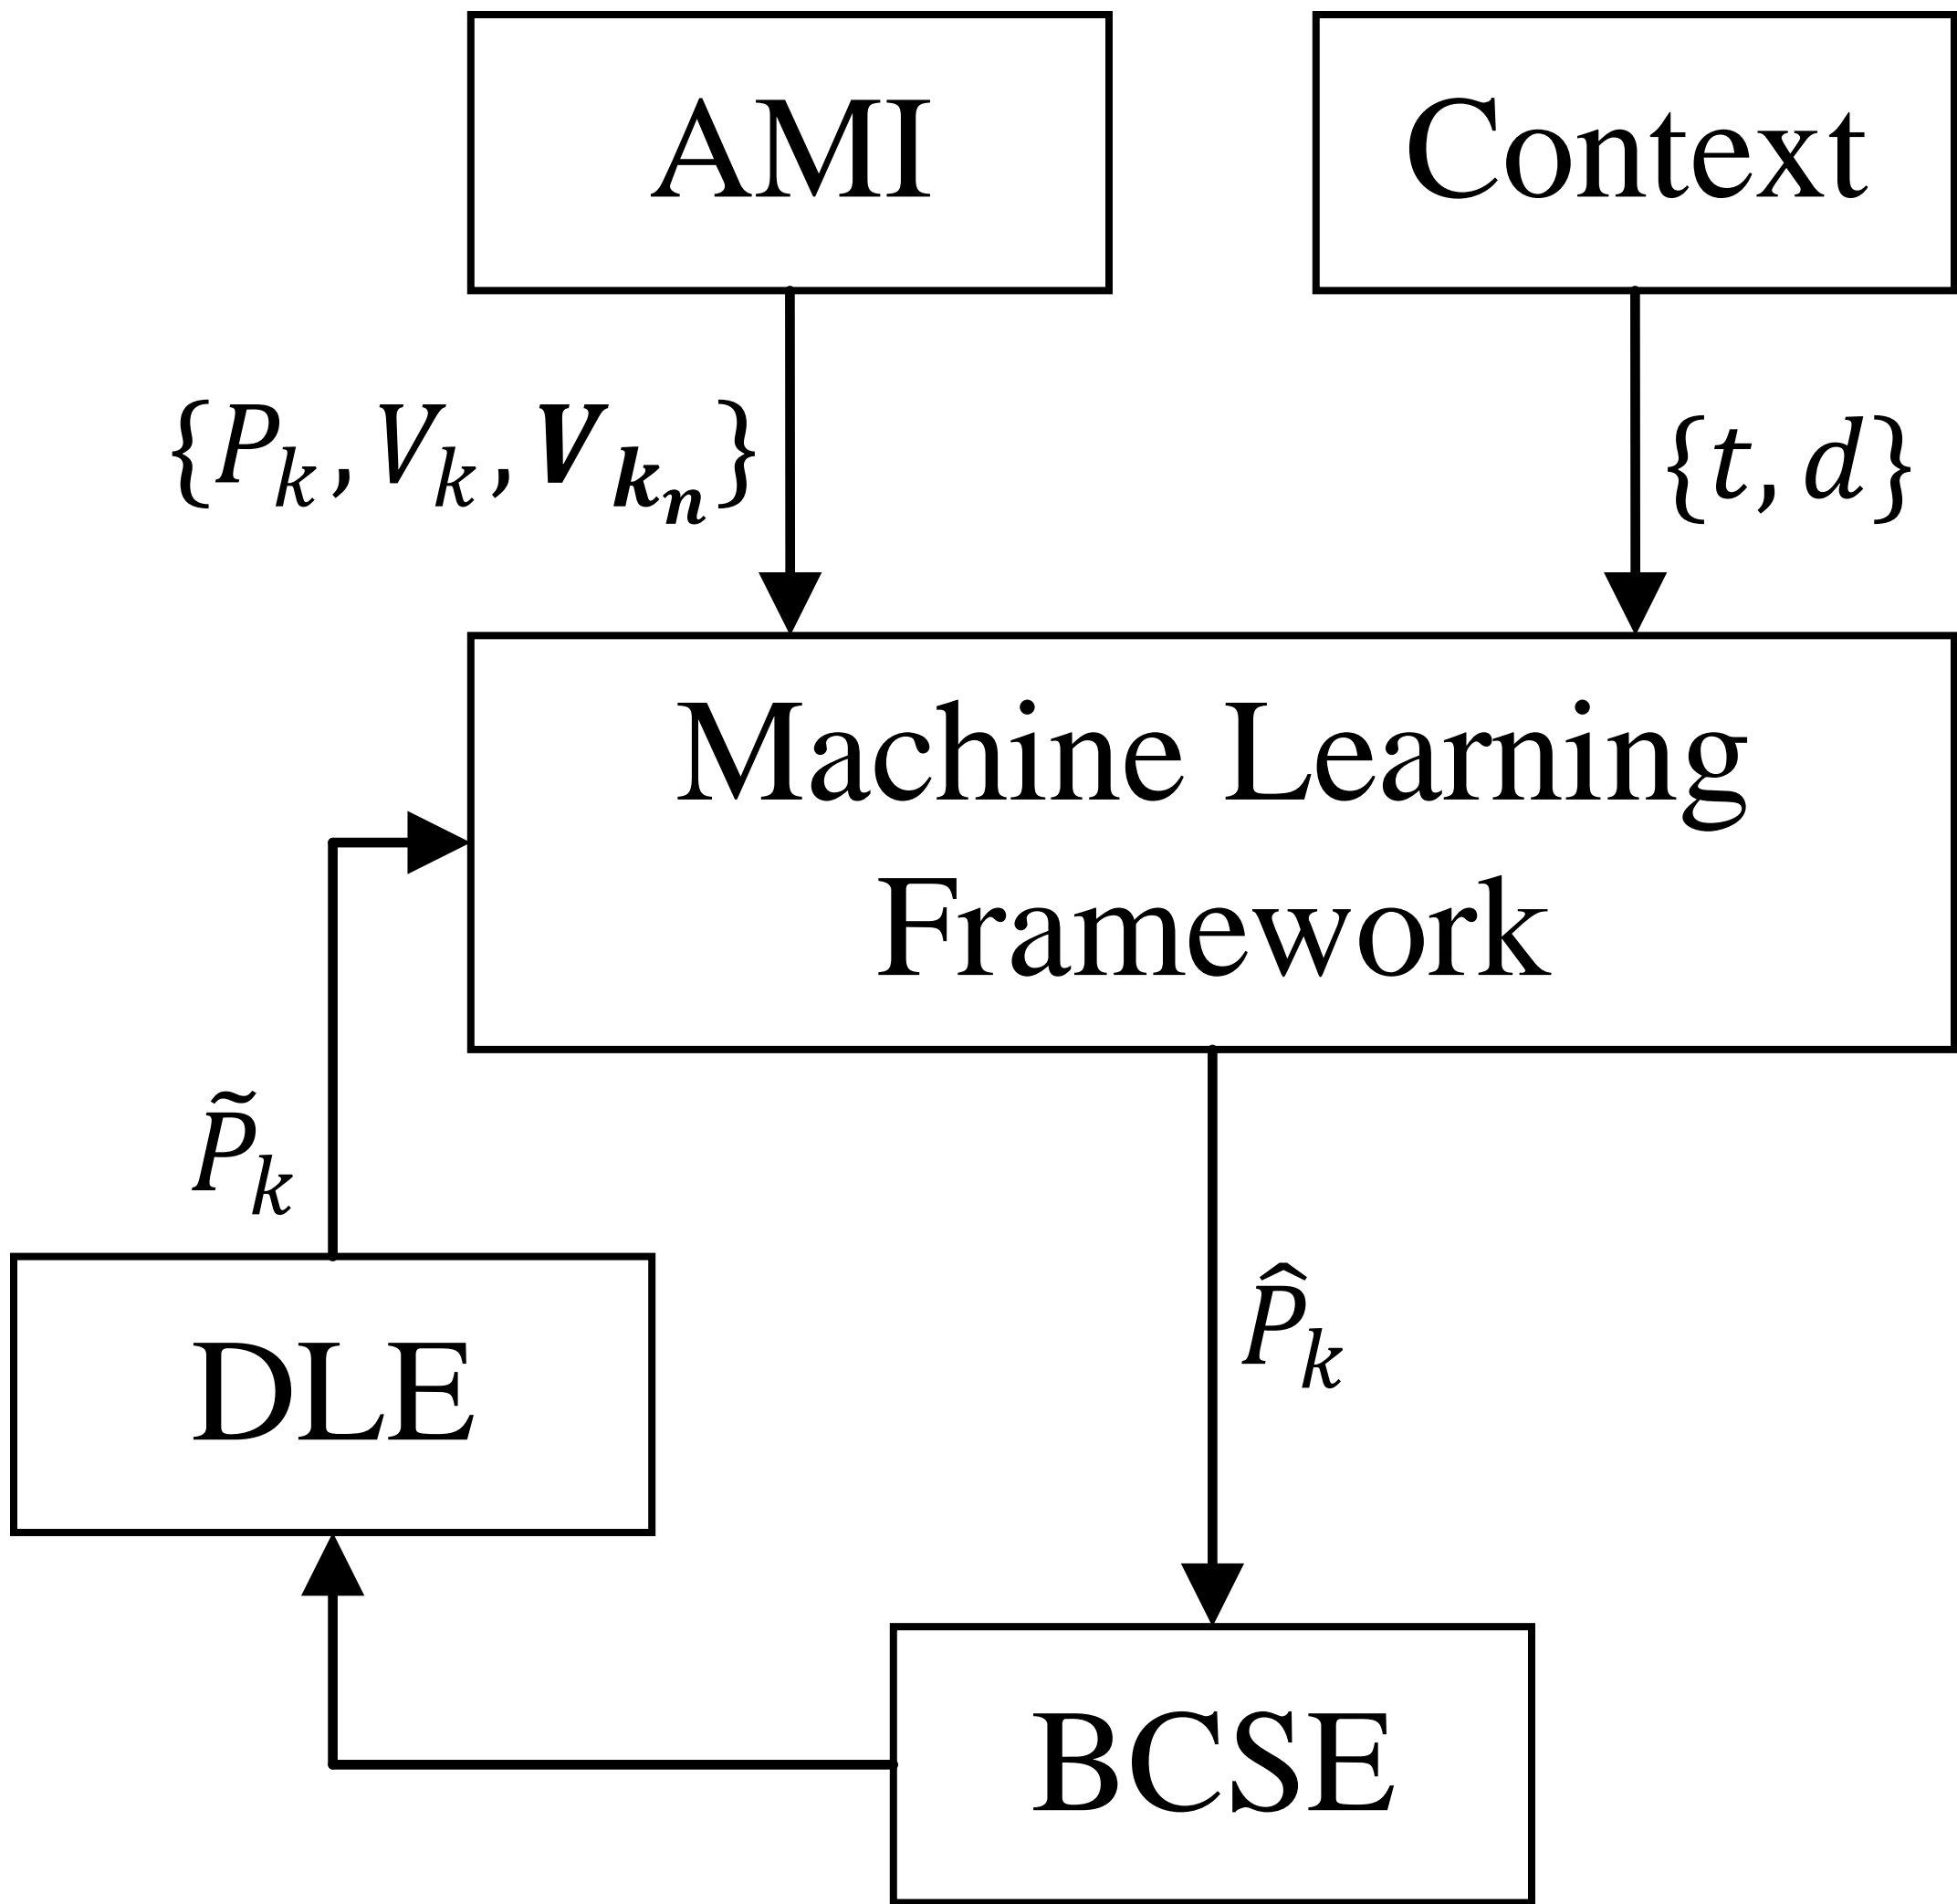 AMI
Context
{P_k, V_k, V_{k_n}}
{t, d}
Machine Learning
Framework
P̃_k
P̂_k
DLE
BCSE